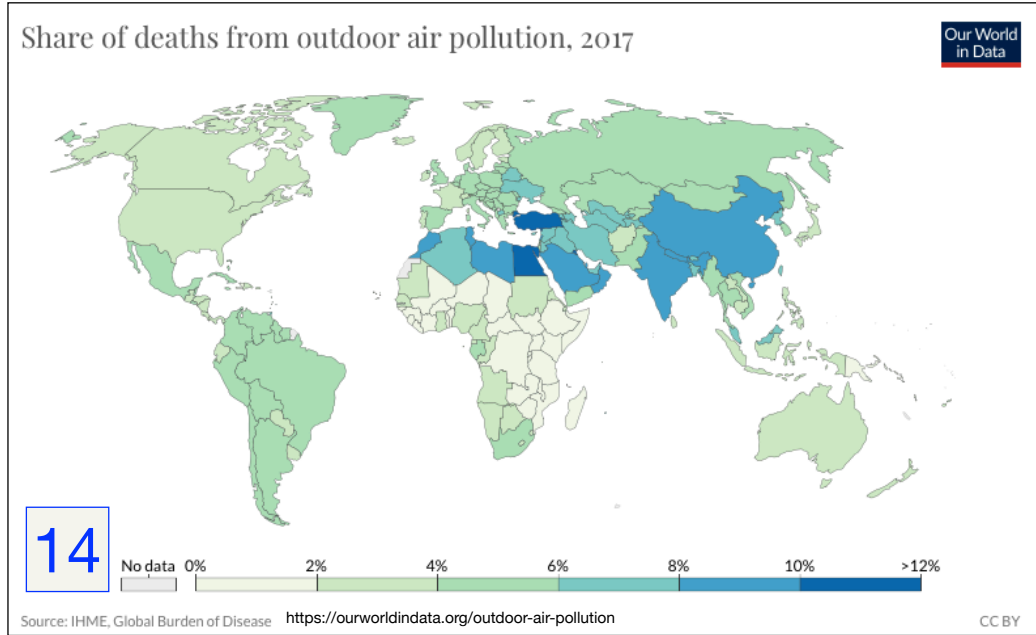 Share of deaths from outdoor air pollution, 2017
Our World
in Data
14
No data 0% 2% 4% 6% 8% 10% >12%
Source: IHME, Global Burden of Disease https://ourworldindata.org/outdoor-air-pollution CC BY